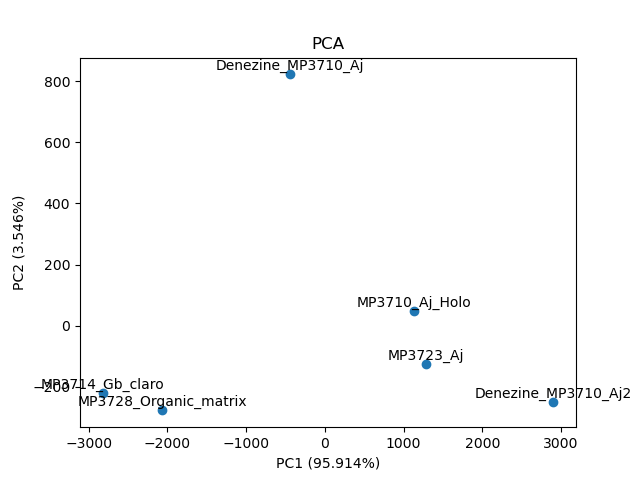 PCA
Denezine_MP3710_Aj
800
600
400
MP3710_Aj_Holo
200
0
MP3723_Aj
−200
MP3714_Gb_claro
Denezine_MP3710_Aj2
MP3728_Organic_matrix
−3000 −2000 −1000 0 1000 2000 3000
PC1 (95.914%)
PC2 (3.546%)